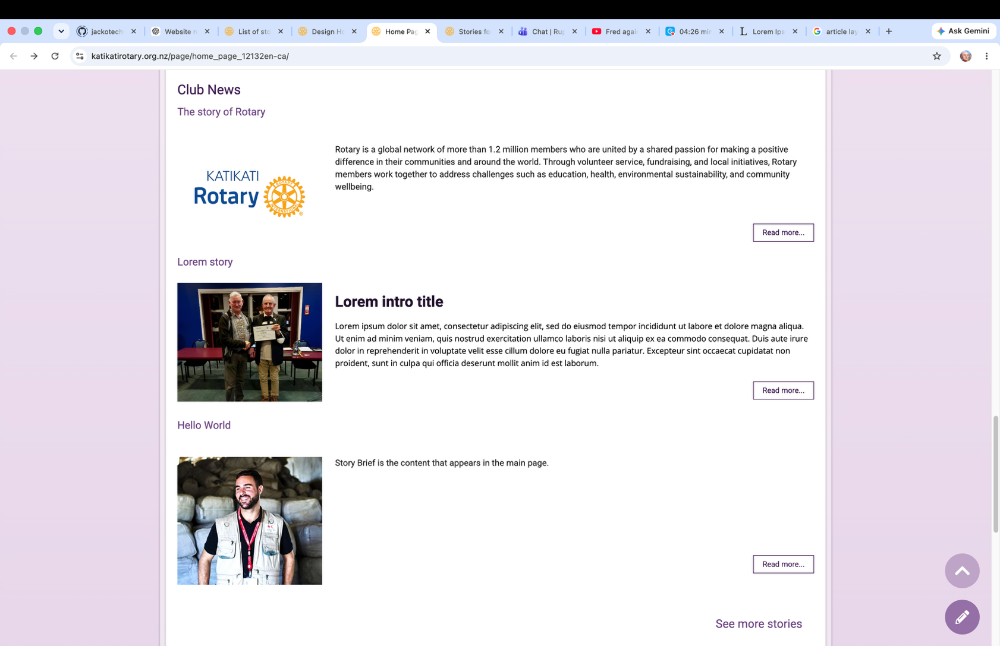 jackotech
Website r
List of sto
Design Ho
Home Pag
Stories fo
Chat | Rup
Fred again
04:26 min
Lorem Ips
article lay
Ask Gemini
katikatirotary.org.nz/page/home_page_12132en-ca/
Club News
The story of Rotary
KATIKATI
Rotary
ROTARY
INTERNATIONAL
Rotary is a global network of more than 1.2 million members who are united by a shared passion for making a positive
difference in their communities and around the world. Through volunteer service, fundraising, and local initiatives, Rotary
members work together to address challenges such as education, health, environmental sustainability, and community
wellbeing.
Read more...
Lorem story
Lorem intro title
Lorem ipsum dolor sit amet, consectetur adipiscing elit, sed do eiusmod tempor incididunt ut labore et dolore magna aliqua.
Ut enim ad minim veniam, quis nostrud exercitation ullamco laboris nisi ut aliquip ex ea commodo consequat. Duis aute irure
dolor in reprehenderit in voluptate velit esse cillum dolore eu fugiat nulla pariatur. Excepteur sint occaecat cupidatat non
proident, sunt in culpa qui officia deserunt mollit anim id est laborum.
Read more...
Hello World
Story Brief is the content that appears in the main page.
Read more...
See more stories